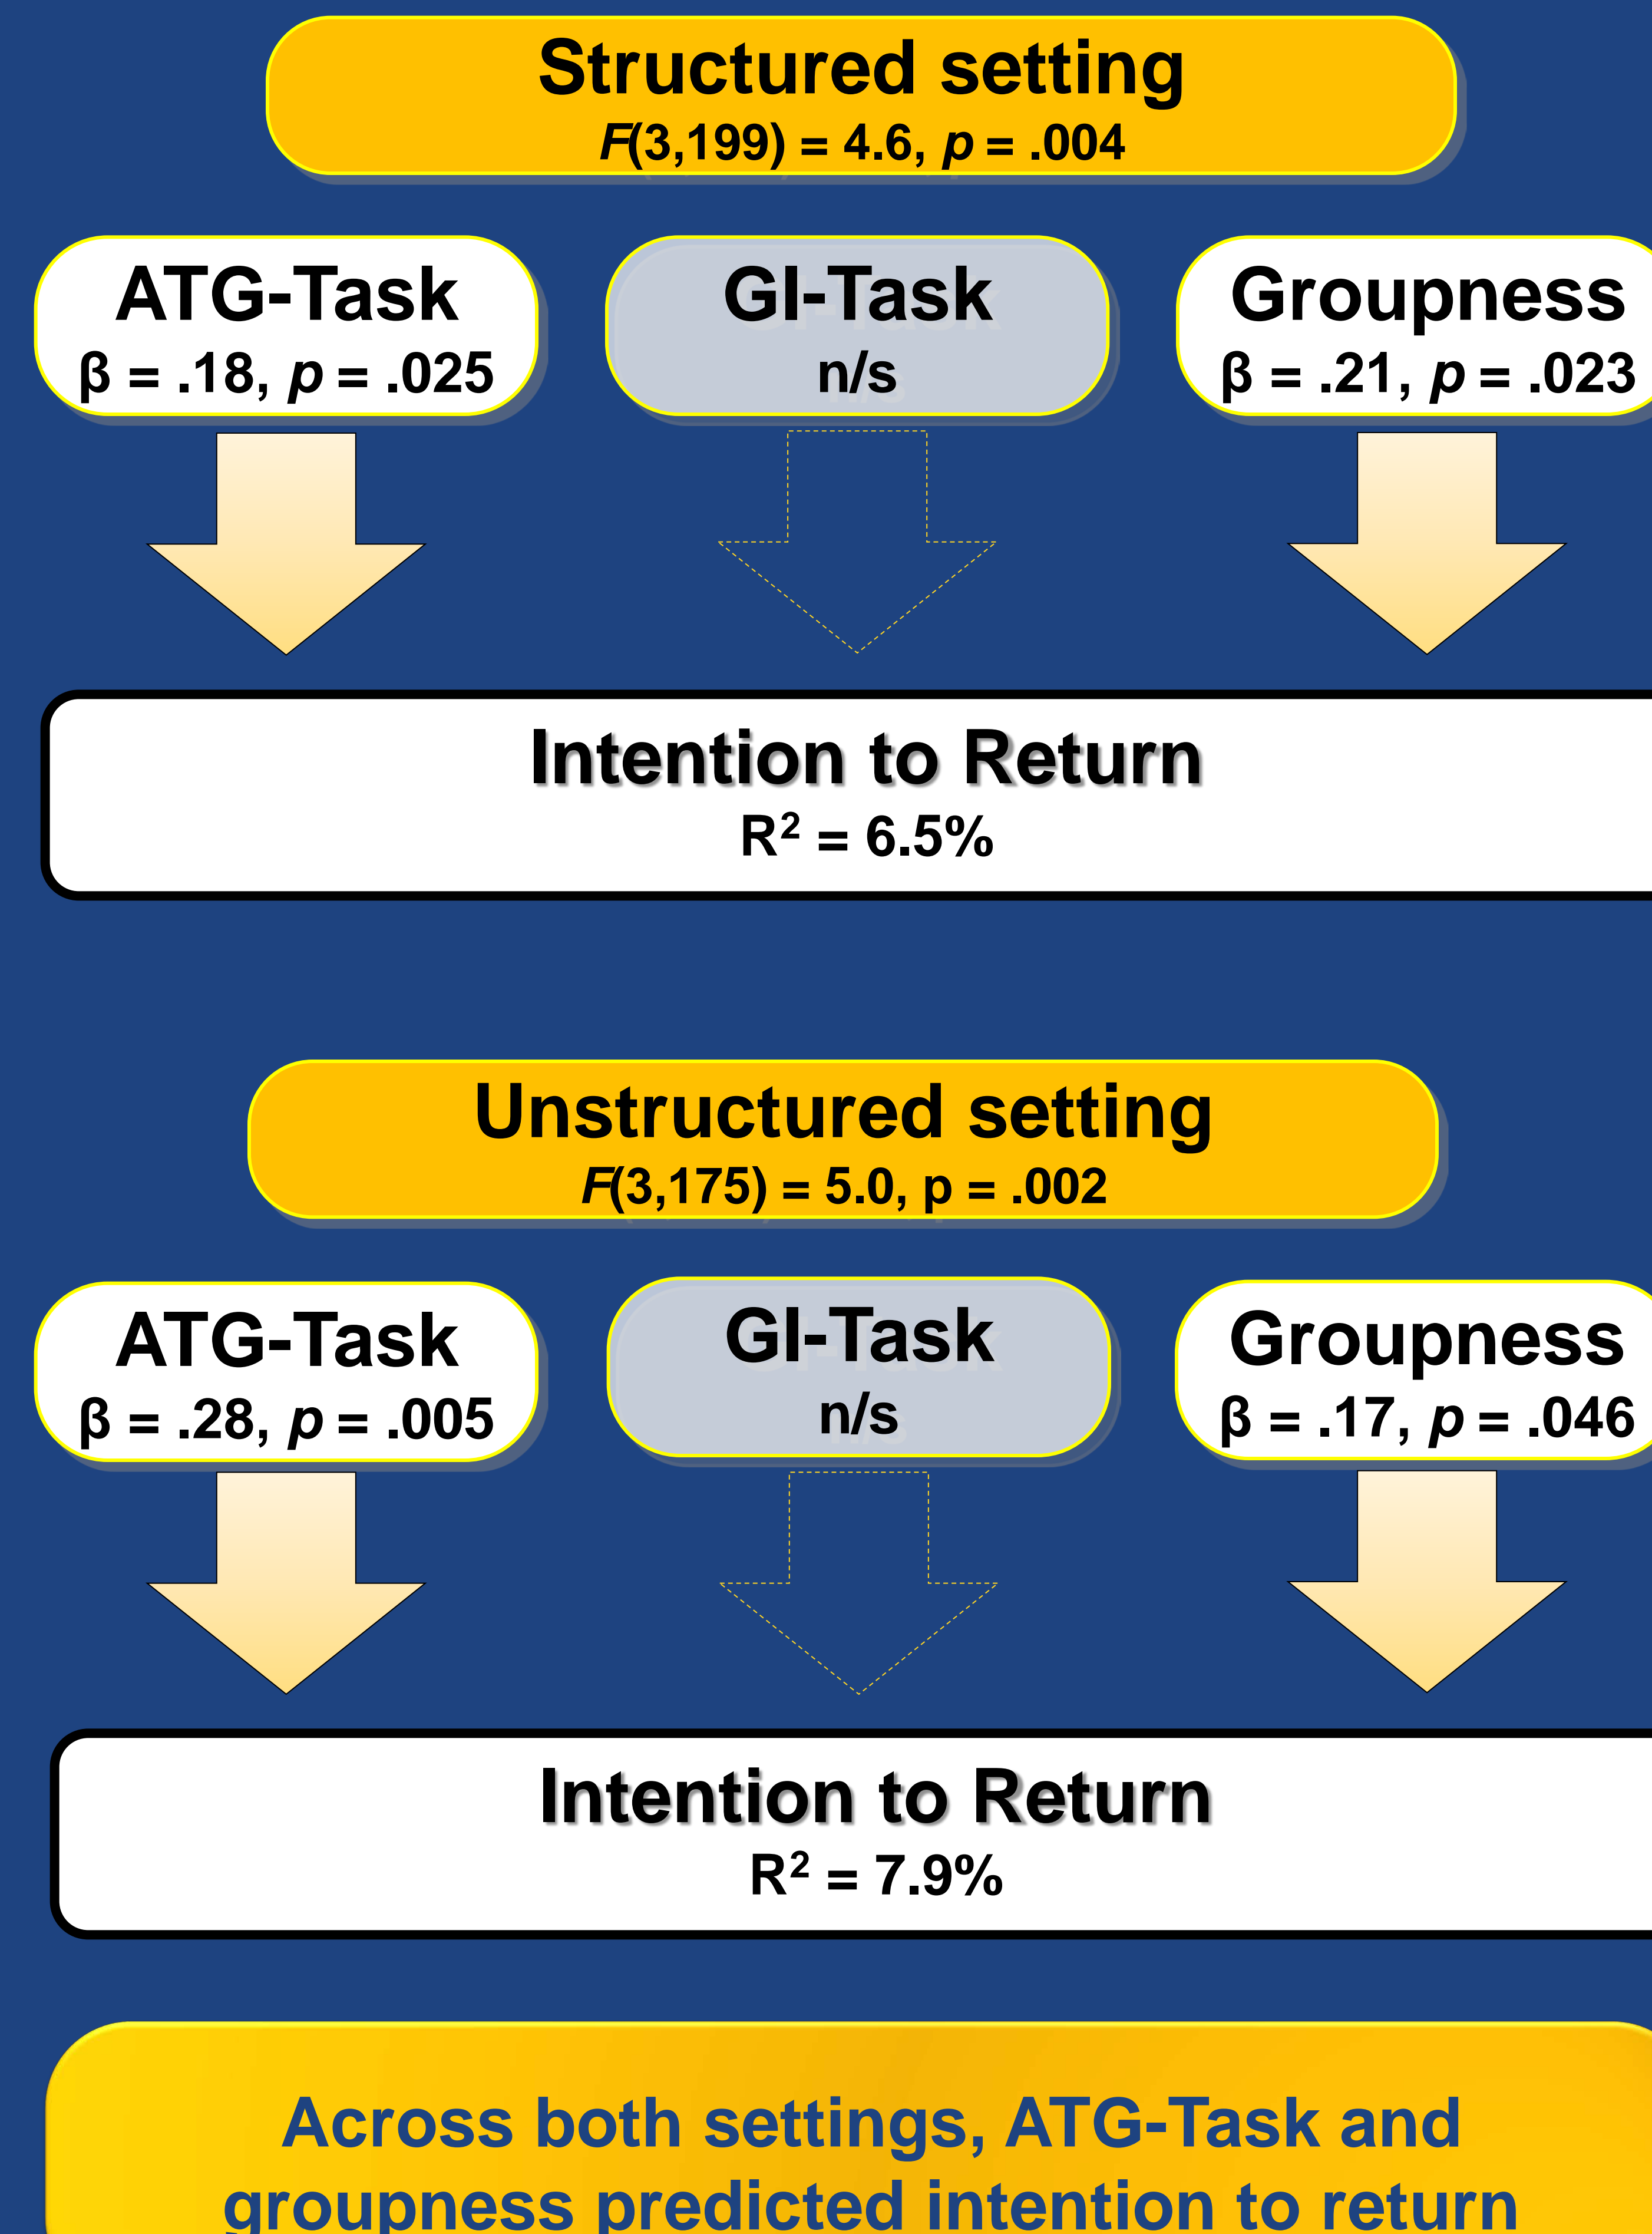 Structured setting
F(3,199) = 4.6, p = .004
ATG-Task
β = .18, p = .025
GI-Task
n/s
Groupness
β = .21, p = .023
Intention to Return
R² = 6.5%
Unstructured setting
F(3,175) = 5.0, p = .002
ATG-Task
β = .28, p = .005
GI-Task
n/s
Groupness
β = .17, p = .046
Intention to Return
R² = 7.9%
Across both settings, ATG-Task and
groupness predicted intention to return